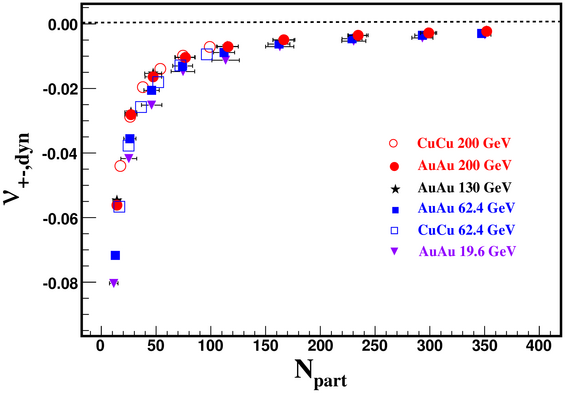 0.00
-0.02
-0.04
-0.06
-0.08
ν+-,dyn
CuCu 200 GeV
AuAu 200 GeV
AuAu 130 GeV
AuAu 62.4 GeV
CuCu 62.4 GeV
AuAu 19.6 GeV
0 50 100 150 200 250 300 350 400
Npart